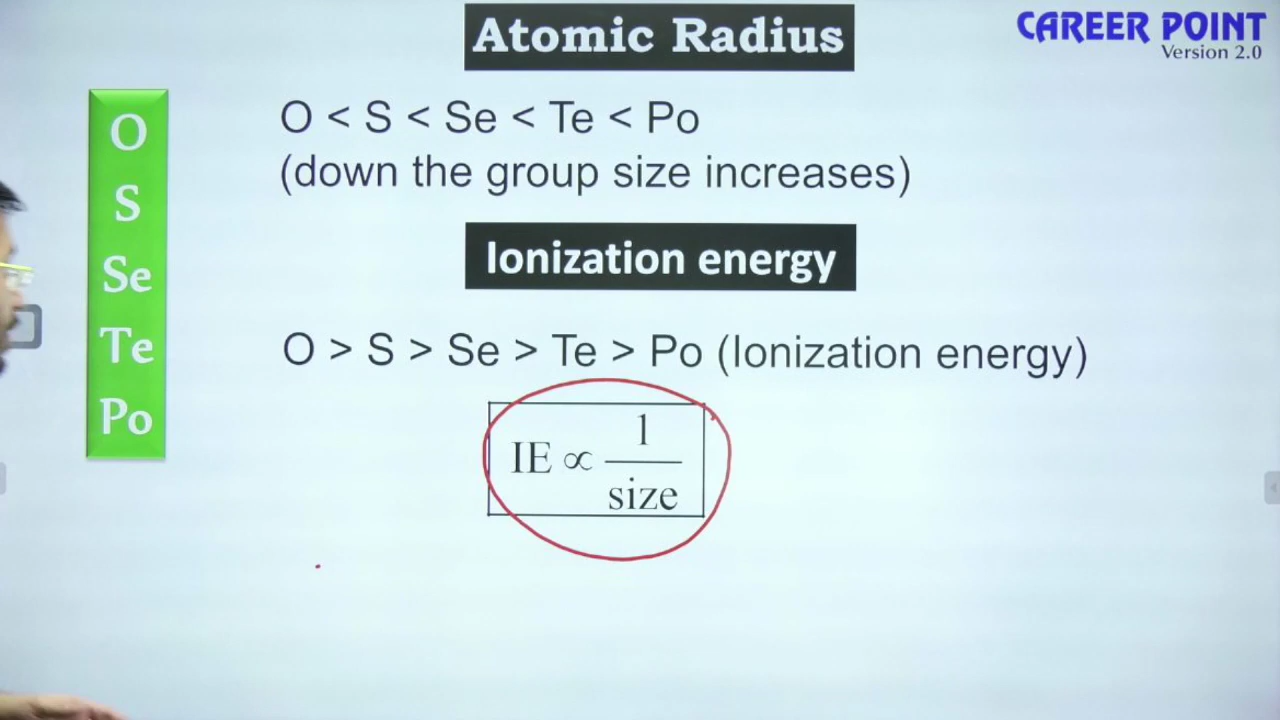 Atomic Radius
CAREER POINT
Version 2.0
O
S
Se
Te
Po
O < S < Se < Te < Po
(down the group size increases)
Ionization energy
O > S > Se > Te > Po (Ionization energy)
IE ∝ 1/size